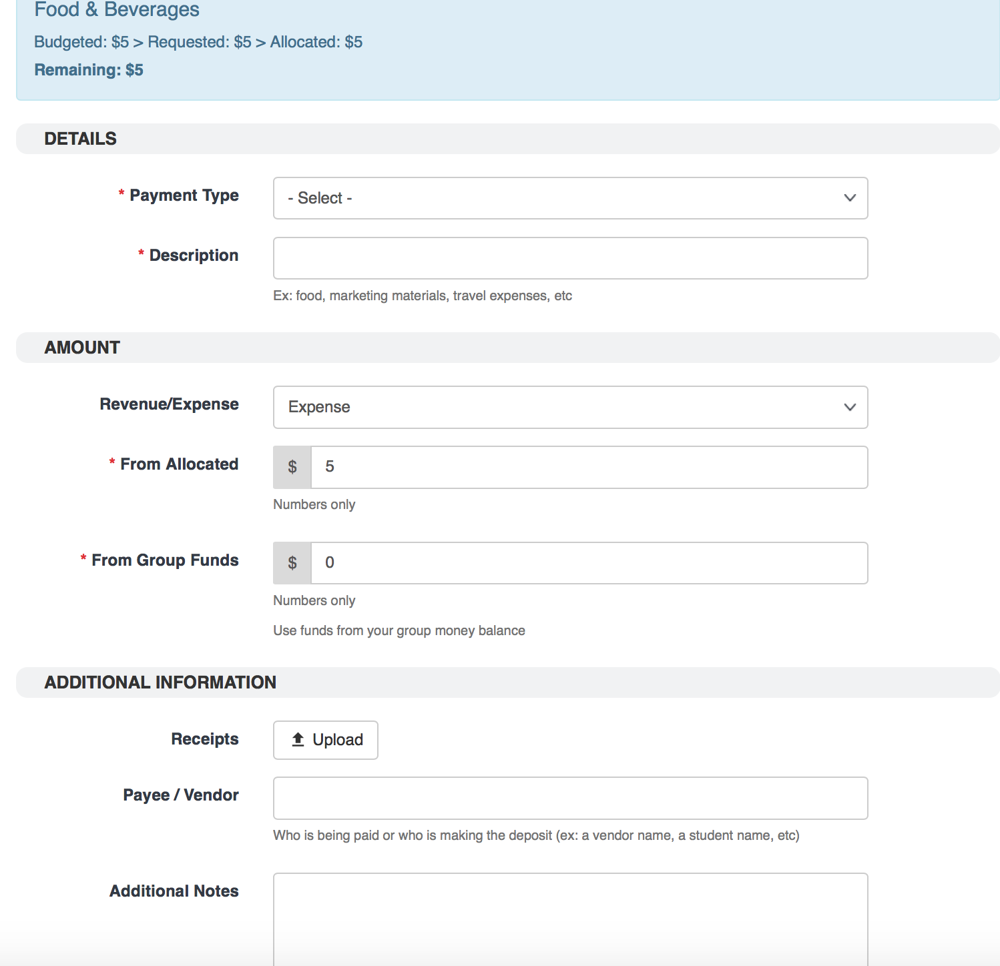 Food & Beverages
Budgeted: $5 > Requested: $5 > Allocated: $5
Remaining: $5
DETAILS
* Payment Type
- Select -
* Description
Ex: food, marketing materials, travel expenses, etc
AMOUNT
Revenue/Expense
Expense
* From Allocated
$ 5
Numbers only
* From Group Funds
$ 0
Numbers only
Use funds from your group money balance
ADDITIONAL INFORMATION
Receipts
Upload
Payee / Vendor
Who is being paid or who is making the deposit (ex: a vendor name, a student name, etc)
Additional Notes